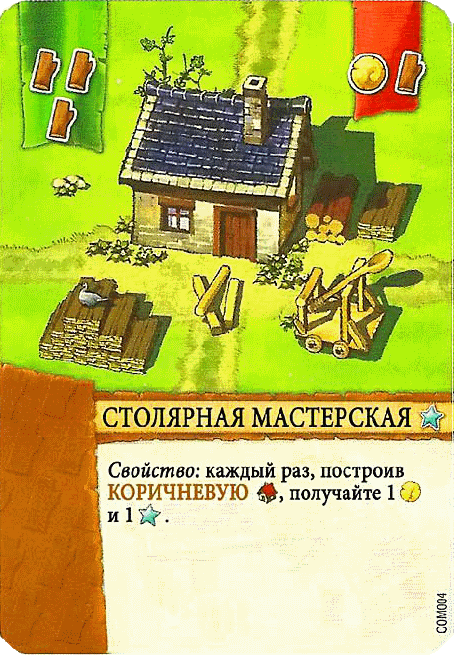 СТОЛЯРНАЯ МАСТЕРСКАЯ
Свойство: каждый раз, построив
КОРИЧНЕВУЮ , получайте 1
и 1 .
COM004